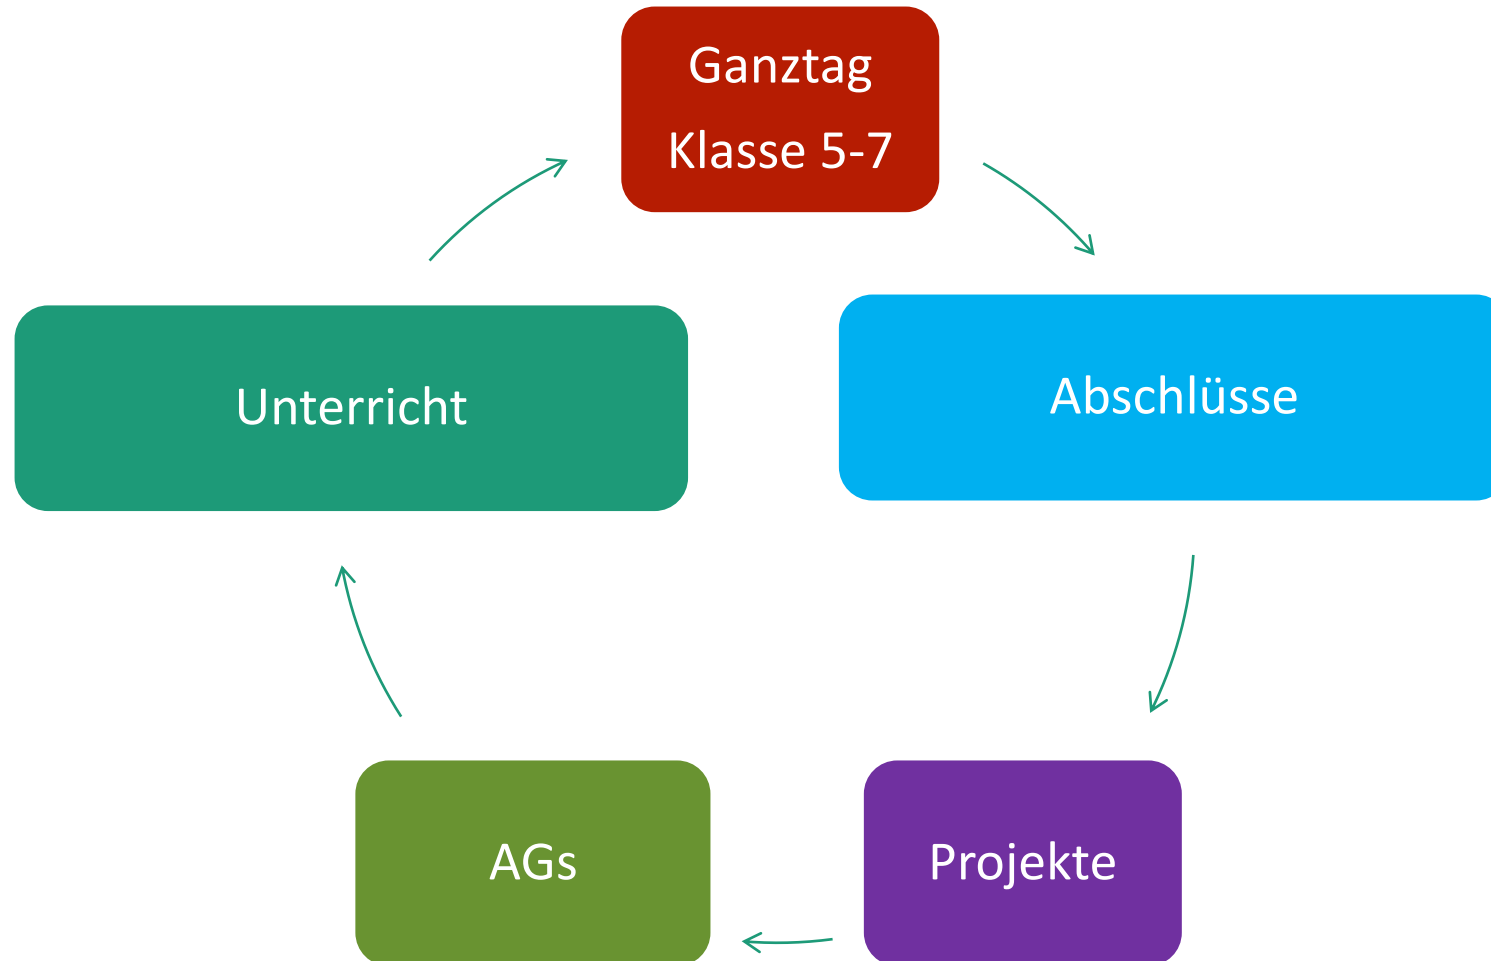 Ganztag
Klasse 5-7
Unterricht
Abschlüsse
AGs
Projekte